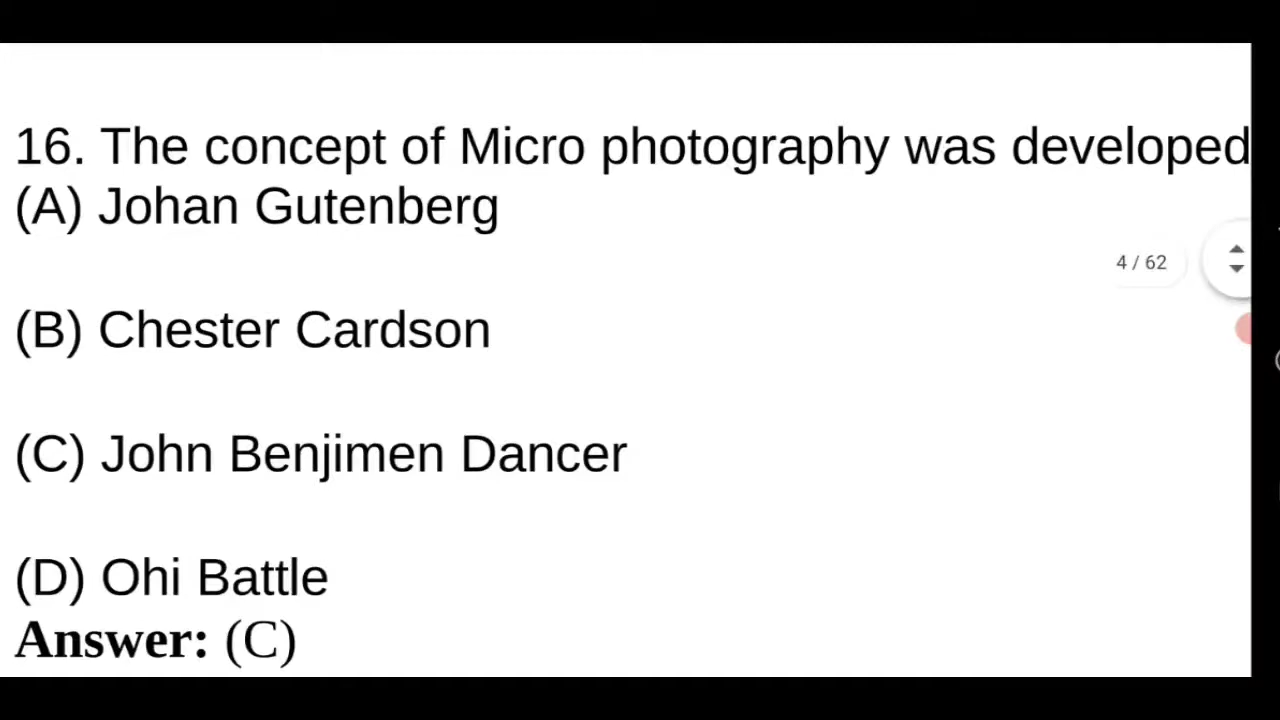 16. The concept of Micro photography was developed
(A) Johan Gutenberg
4 / 62
(B) Chester Cardson
(C) John Benjimen Dancer
(D) Ohi Battle
Answer: (C)